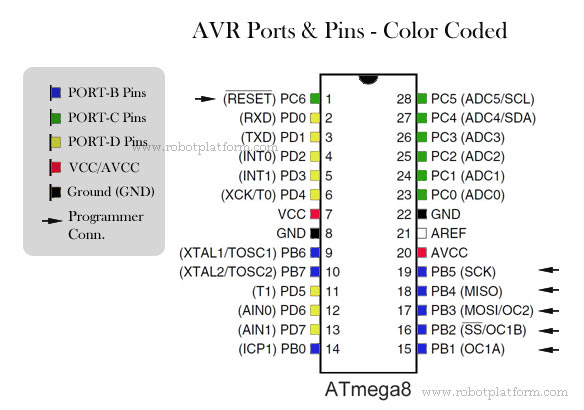 AVR Ports & Pins - Color Coded
PORT-B Pins
PORT-C Pins
PORT-D Pins
VCC/AVCC
Ground (GND)
Programmer
Conn.
(RESET) PC6 1 28 PC5 (ADC5/SCL)
(RXD) PD0 2 27 PC4 (ADC4/SDA)
(TXD) PD1 3 26 PC3 (ADC3)
www.robotplatform.com
(INT0) PD2 4 25 PC2 (ADC2)
(INT1) PD3 5 24 PC1 (ADC1)
(XCK/T0) PD4 6 23 PC0 (ADC0)
VCC 7 22 GND
GND 8 21 AREF
(XTAL1/TOSC1) PB6 9 20 AVCC
(XTAL2/TOSC2) PB7 10 19 PB5 (SCK)
(T1) PD5 11 18 PB4 (MISO)
(AIN0) PD6 12 17 PB3 (MOSI/OC2)
(AIN1) PD7 13 16 PB2 (SS/OC1B)
(ICP1) PB0 14 15 PB1 (OC1A)
ATmega8
www.robotplatform.com